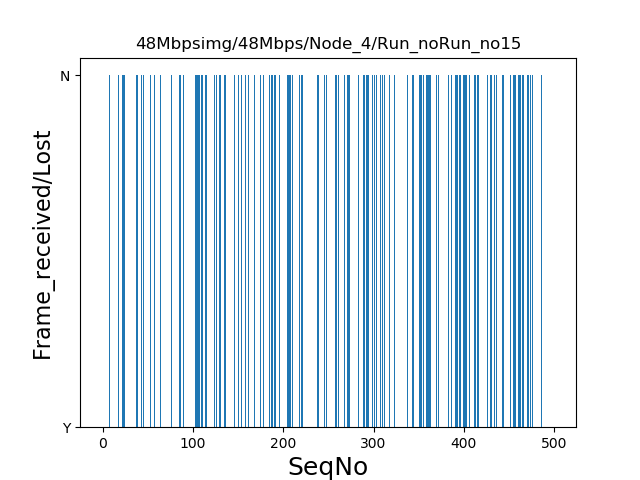 48Mbpsimg/48Mbps/Node_4/Run_noRun_no15
N
Frame_received/Lost
Y
0 100 200 300 400 500
SeqNo